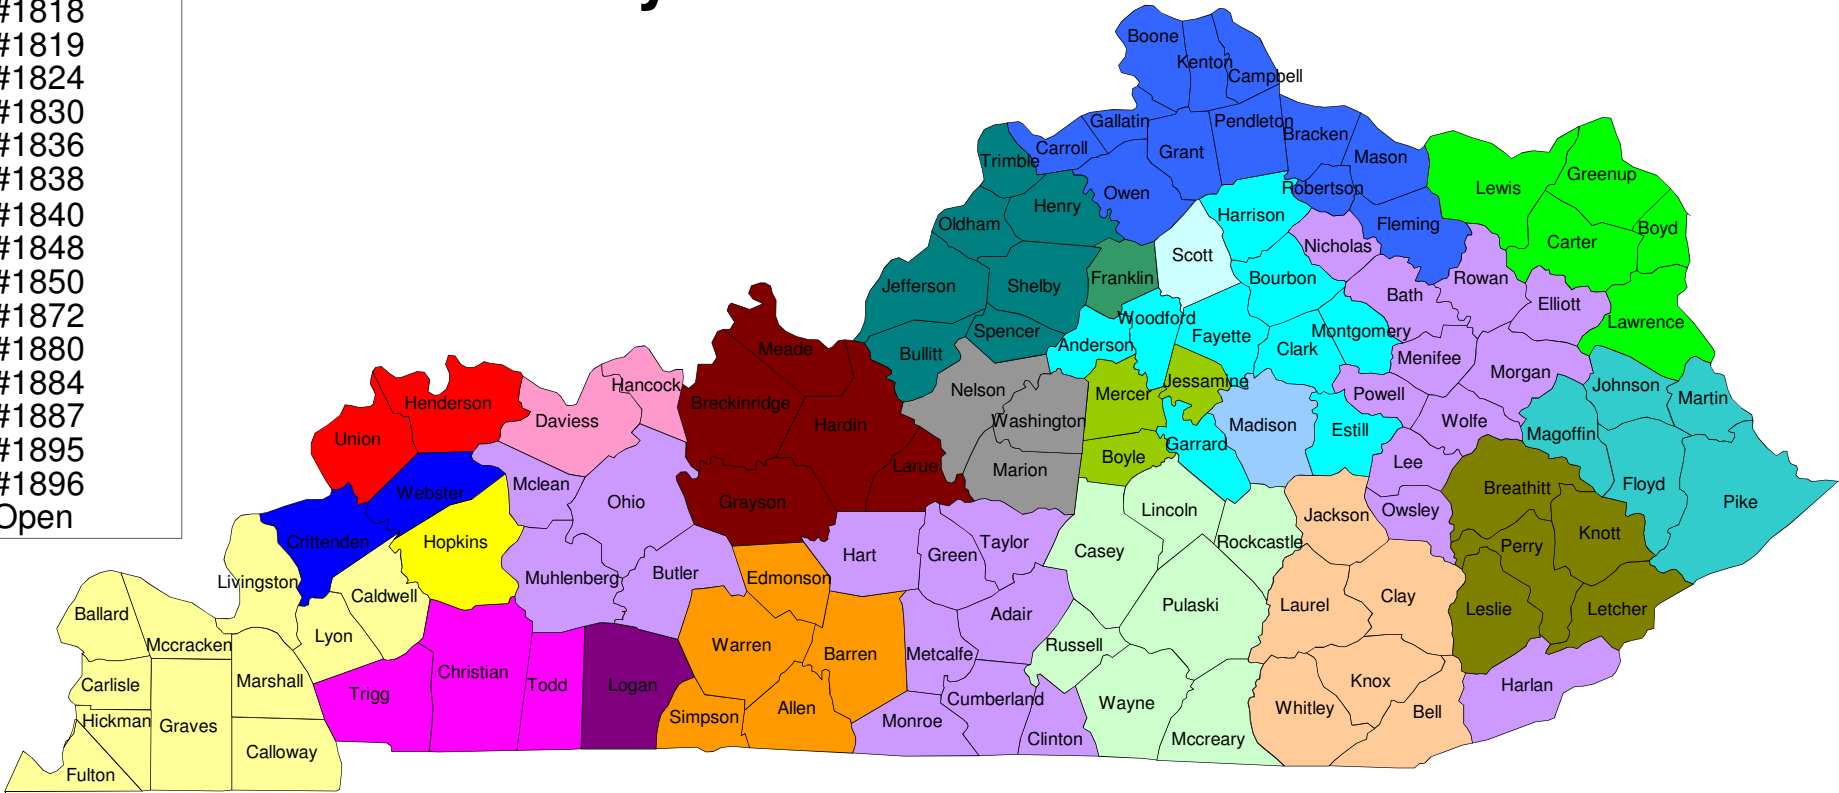 #1818
#1819
#1824
#1830
#1836
#1838
#1840
#1848
#1850
#1872
#1880
#1884
#1887
#1895
#1896
Open
y
Boone
Kenton
Campbell
Gallatin
Pendleton
Bracken
Carroll
Grant
Mason
Trimble
Owen
Robertson
Lewis
Greenup
Henry
Harrison
Fleming
Oldham
Nicholas
Carter
Boyd
Scott
Jefferson
Shelby
Franklin
Bourbon
Rowan
Bath
Elliott
Spencer
Woodford
Fayette
Montgomery
Lawrence
Bullitt
Anderson
Clark
Menifee
Meade
Morgan
Hancock
Nelson
Mercer
Jessamine
Powell
Johnson
Martin
Henderson
Breckinridge
Daviess
Hardin
Washington
Madison
Estill
Wolfe
Magoffin
Union
Garrard
Boyle
Lee
Larue
Marion
Webster
Mclean
Ohio
Grayson
Breathitt
Floyd
Pike
Lincoln
Jackson
Owsley
Crittenden
Hopkins
Hart
Green
Taylor
Casey
Rockcastle
Perry
Knott
Livingston
Caldwell
Muhlenberg
Butler
Edmonson
Ballard
Lyon
Adair
Pulaski
Laurel
Clay
Leslie
Letcher
Mccracken
Warren
Barren
Metcalfe
Russell
Carlisle
Marshall
Trigg
Christian
Todd
Logan
Knox
Harlan
Hickman
Graves
Simpson
Allen
Monroe
Cumberland
Wayne
Whitley
Bell
Calloway
Clinton
Mccreary
Fulton